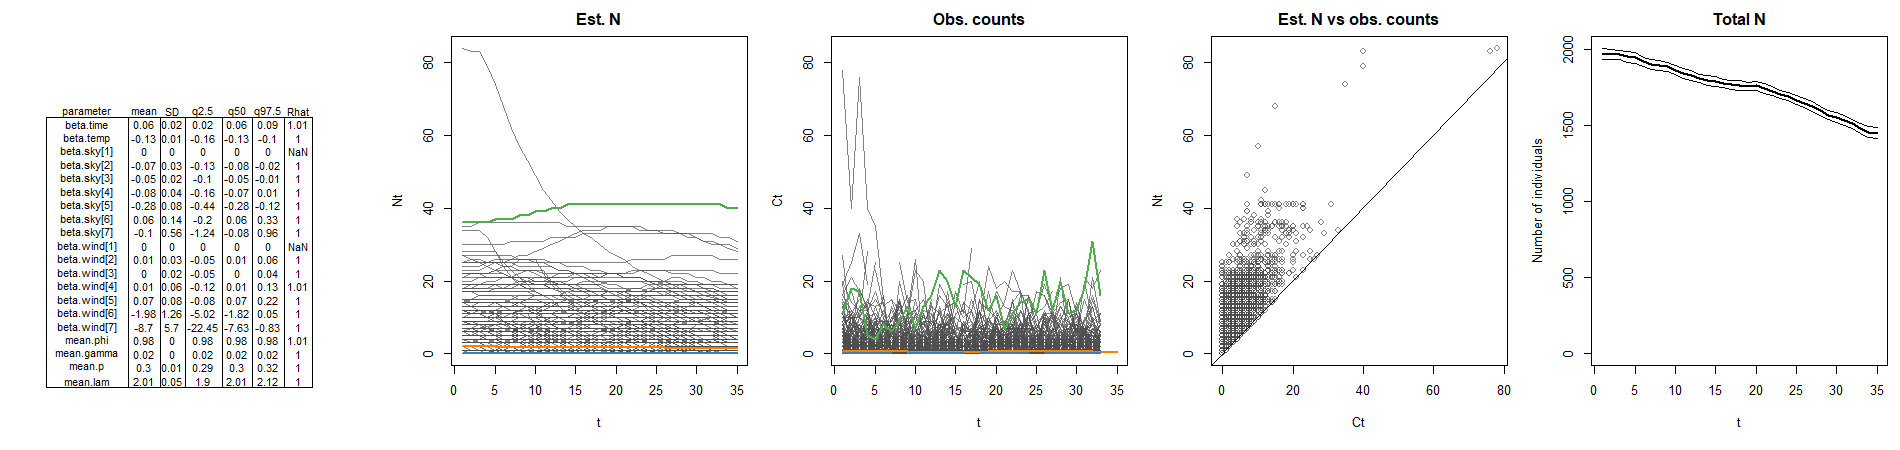 parameter mean SD q2.5 q50 q97.5 Rhat
beta.time 0.06 0.02 0.02 0.06 0.09 1.01
beta.temp -0.13 0.01 -0.16 -0.13 -0.1 1
beta.sky[1] 0 0 0 0 0 NaN
beta.sky[2] -0.07 0.03 -0.13 -0.08 -0.02 1
beta.sky[3] -0.05 0.02 -0.1 -0.05 -0.01 1
beta.sky[4] -0.08 0.04 -0.16 -0.07 0.01 1
beta.sky[5] -0.28 0.08 -0.44 -0.28 -0.12 1
beta.sky[6] 0.06 0.14 -0.2 0.06 0.33 1
beta.sky[7] -0.1 0.56 -1.24 -0.08 0.96 1
beta.wind[1] 0 0 0 0 0 NaN
beta.wind[2] 0.01 0.03 -0.05 0.01 0.06 1
beta.wind[3] 0 0.02 -0.05 0 0.04 1
beta.wind[4] 0.01 0.06 -0.12 0.01 0.13 1.01
beta.wind[5] 0.07 0.08 -0.08 0.07 0.22 1
beta.wind[6] -1.98 1.26 -5.02 -1.82 0.05 1
beta.wind[7] -8.7 5.7 -22.45 -7.63 -0.83 1
mean.phi 0.98 0 0.98 0.98 0.98 1.01
mean.gamma 0.02 0 0.02 0.02 0.02 1
mean.p 0.3 0.01 0.29 0.3 0.32 1
mean.lam 2.01 0.05 1.9 2.01 2.12 1
Est. N
Nt
80
60
40
20
0
0 5 10 15 20 25 30 35
t
Obs. counts
Ct
80
60
40
20
0
0 5 10 15 20 25 30 35
t
Est. N vs obs. counts
Nt
80
60
40
20
0
0 20 40 60 80
Ct
Total N
Number of individuals
2000
1500
1000
500
0
0 5 10 15 20 25 30 35
t